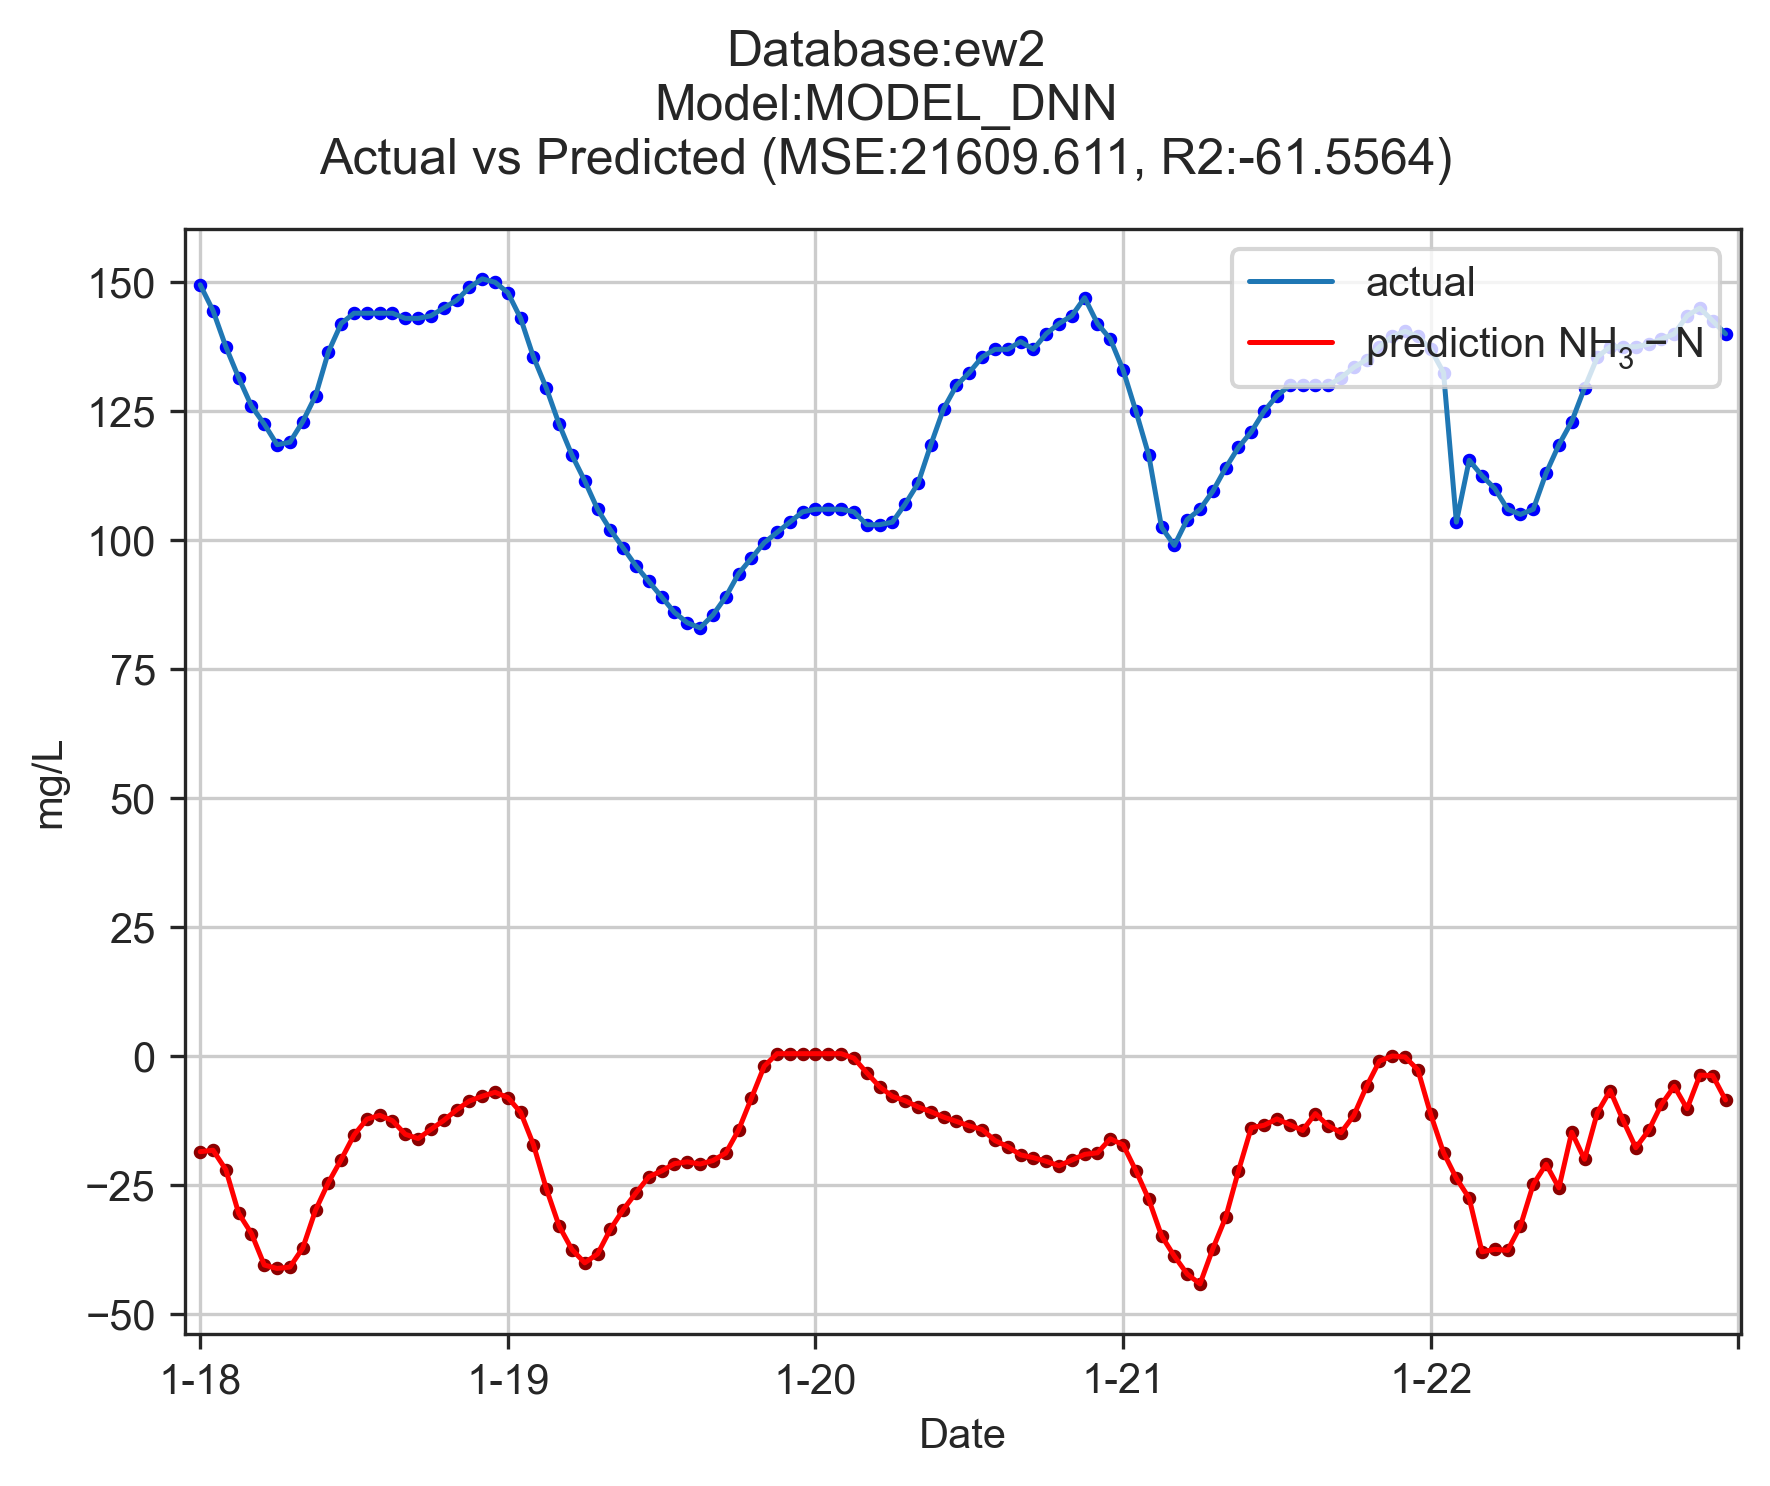 Database:ew2
Model:MODEL_DNN
Actual vs Predicted (MSE:21609.611, R2:-61.5564)
actual
prediction NH₃ − N
150
125
100
75
50
25
0
−25
−50
mg/L
1-18 1-19 1-20 1-21 1-22
Date